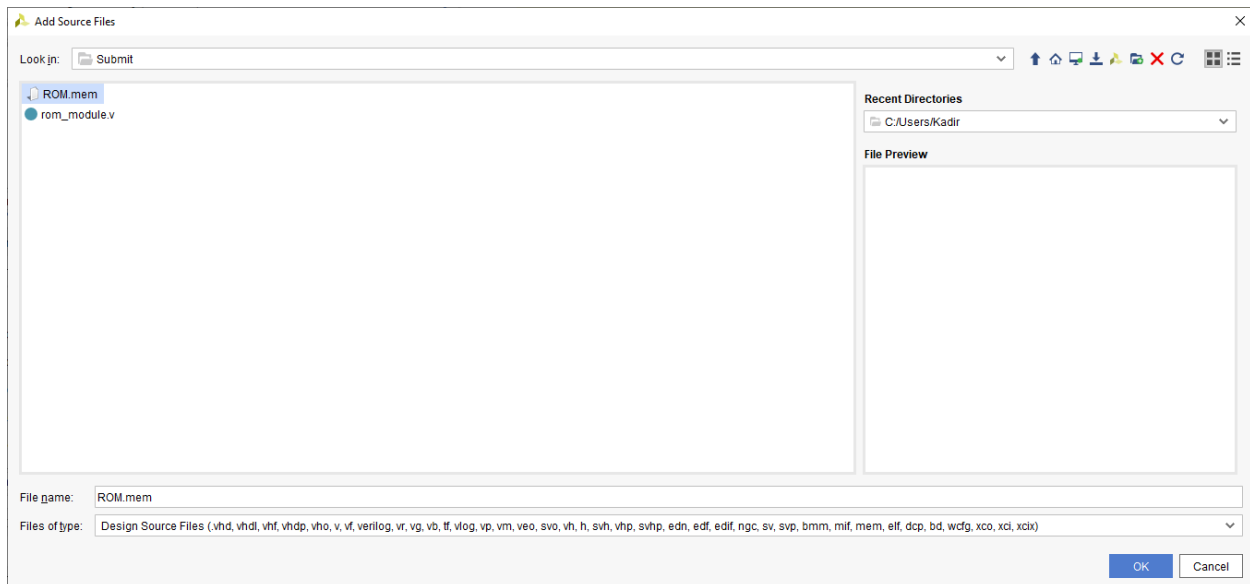 Add Source Files
Look in: Submit
ROM.mem
rom_module.v
Recent Directories
C:/Users/Kadir
File Preview
File name: ROM.mem
Files of type: Design Source Files (.vhd, vhdl, vhf, vhdp, vho, v, vf, verilog, vr, vg, vb, tf, vlog, vp, vm, veo, svo, vh, h, svh, vhp, svhp, edn, edf, edif, ngc, sv, svp, bmm, mif, mem, elf, dcp, bd, wcfg, xco, xci, xcix)
OK Cancel